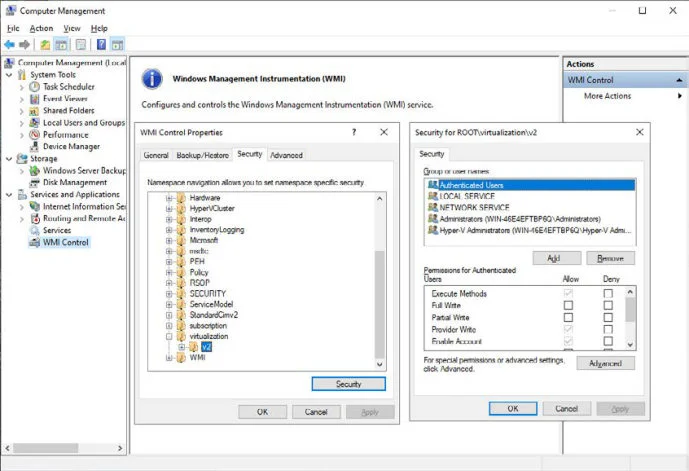 Computer Management
File Action View Help
Computer Management (Local
System Tools
Task Scheduler
Event Viewer
Shared Folders
Local Users and Groups
Performance
Device Manager
Storage
Windows Server Backup
Disk Management
Services and Applications
Internet Information Ser
Routing and Remote Ac
Services
WMI Control
Windows Management Instrumentation (WMI)
Configures and controls the Windows Management Instrumentation (WMI) service.
WMI Control Properties
General Backup/Restore Security Advanced
Namespace navigation allows you to set namespace specific security.
Hardware
HyperVCluster
Interop
InventoryLogging
Microsoft
msdtc
PEH
Policy
RSOP
SECURITY
ServiceModel
StandardCimv2
subscription
virtualization
v2
WMI
Security
OK Cancel Apply
Security for ROOT\virtualization\v2
Security
Group or user names:
Authenticated Users
LOCAL SERVICE
NETWORK SERVICE
Administrators (WIN-46E4EFTBP6Q\Administrators)
Hyper-V Administrators (WIN-46E4EFTBP6Q\Hyper-V Admi...
Add Remove
Permissions for Authenticated
Users Allow Deny
Execute Methods
Full Write
Partial Write
Provider Write
Enable Account
For special permissions or advanced settings,
click Advanced.
Advanced
OK Cancel Apply
Actions
WMI Control
More Actions